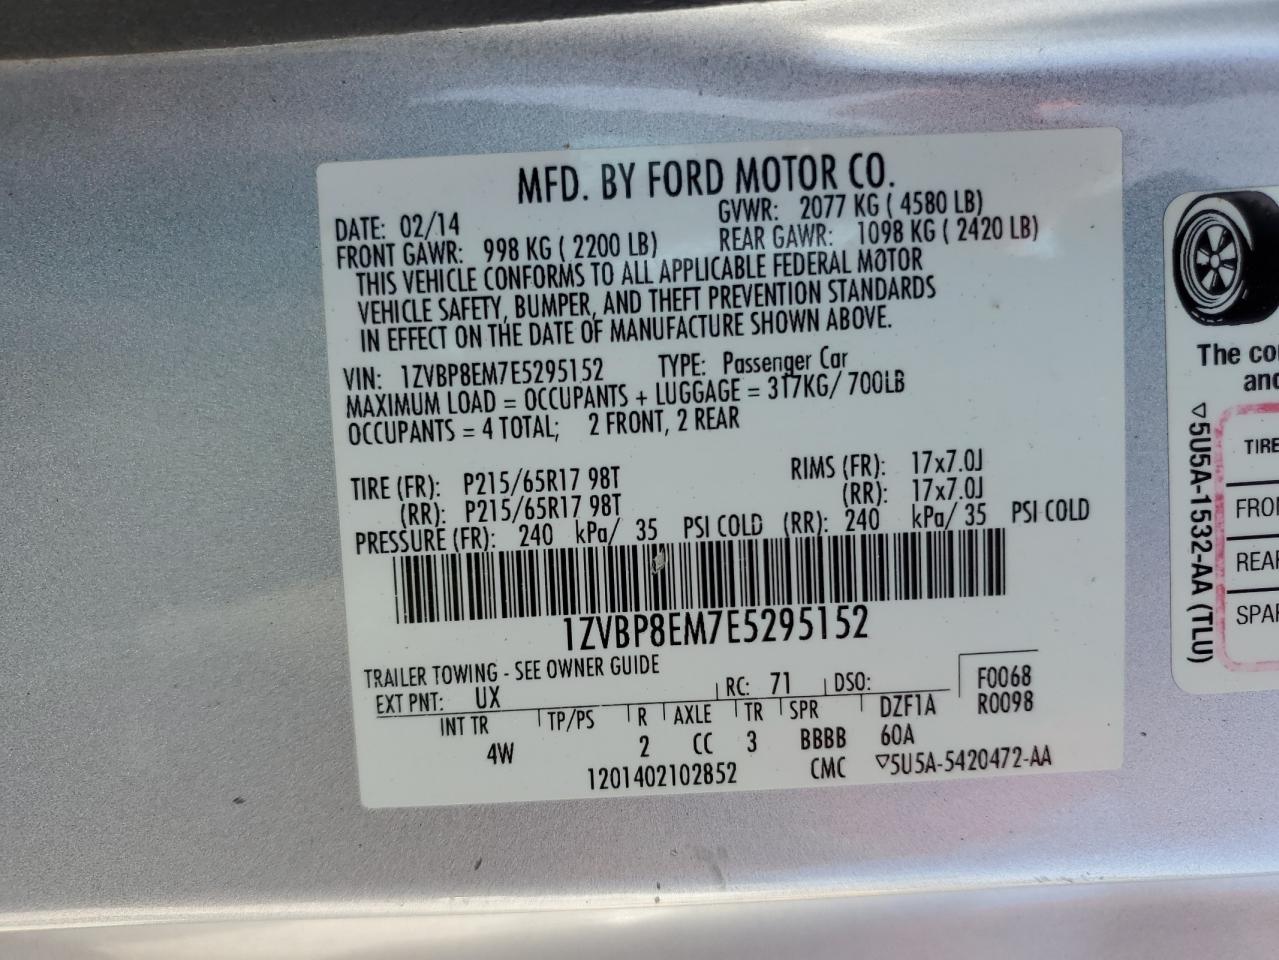 MFD. BY FORD MOTOR CO.
DATE: 02/14 GVWR: 2077 KG ( 4580 LB)
FRONT GAWR: 998 KG ( 2200 LB) REAR GAWR: 1098 KG ( 2420 LB)
THIS VEHICLE CONFORMS TO ALL APPLICABLE FEDERAL MOTOR
VEHICLE SAFETY, BUMPER, AND THEFT PREVENTION STANDARDS
IN EFFECT ON THE DATE OF MANUFACTURE SHOWN ABOVE.
VIN: 1ZVBP8EM7E5295152 TYPE: Passenger Car
MAXIMUM LOAD = OCCUPANTS + LUGGAGE = 317KG/ 700LB
OCCUPANTS = 4 TOTAL; 2 FRONT, 2 REAR
TIRE (FR): P215/65R17 98T RIMS (FR): 17x7.0J
(RR): P215/65R17 98T (RR): 17x7.0J
PRESSURE (FR): 240 kPa/ 35 PSI COLD (RR): 240 kPa/ 35 PSI COLD
1ZVBP8EM7E5295152
TRAILER TOWING - SEE OWNER GUIDE
EXT PNT: UX RC: 71 DSO: F0068
INT TR TP/PS R AXLE TR SPR DZF1A R0098
4W 2 CC 3 BBBB 60A
1201402102852 CMC ▽5U5A-5420472-AA
The co
and
▽5U5A-1532-AA (TLU)
TIRE
FRO
REAR
SPAR